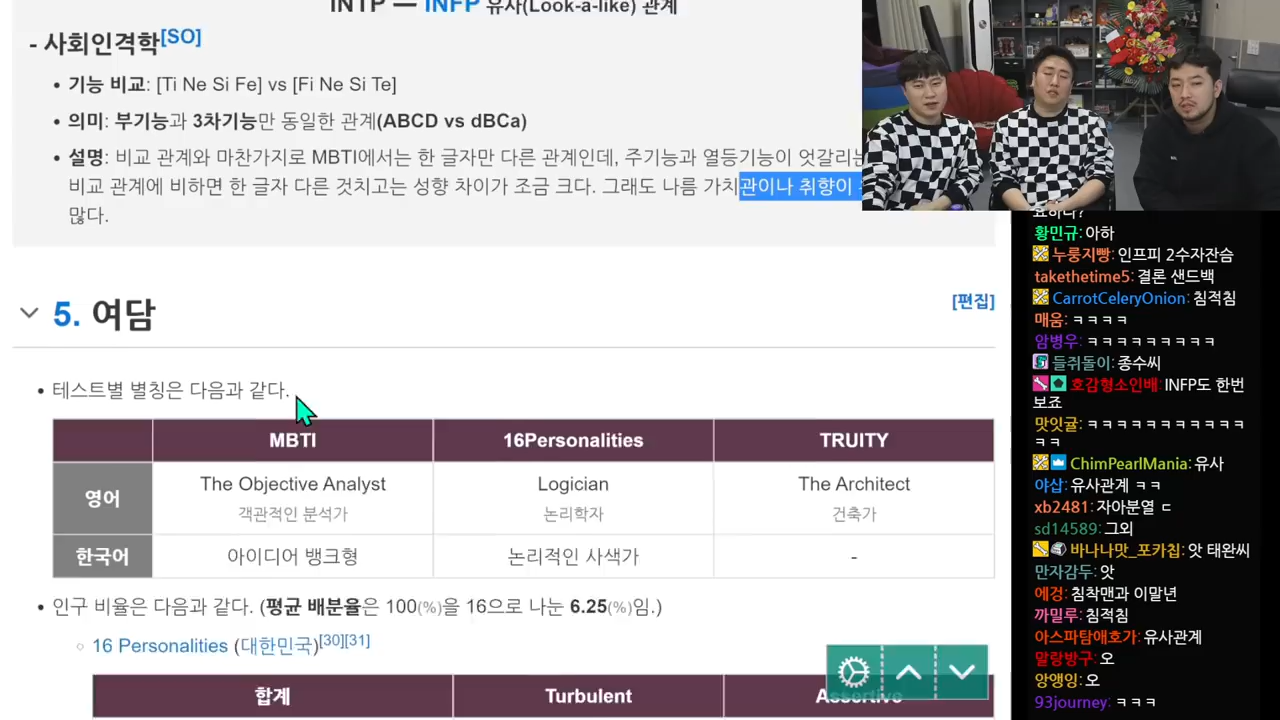 INTP — INFP 유사(Look-a-like) 관계
- 사회인격학[SO]
• 기능 비교: [Ti Ne Si Fe] vs [Fi Ne Si Te]
• 의미: 부기능과 3차기능만 동일한 관계(ABCD vs dBCa)
• 설명: 비교 관계와 마찬가지로 MBTI에서는 한 글자만 다른 관계인데, 주기능과 열등기능이 엇갈리는
비교 관계에 비하면 한 글자 다른 것치고는 성향 차이가 조금 크다. 그래도 나름 가치관이나 취향이
많다.
5. 여담
[편집]
• 테스트별 별칭은 다음과 같다.
MBTI 16Personalities TRUITY
영어 The Objective Analyst Logician The Architect
객관적인 분석가 논리학자 건축가
한국어 아이디어 뱅크형 논리적인 사색가 -
• 인구 비율은 다음과 같다. (평균 배분율은 100(%)을 16으로 나눈 6.25(%)임.)
16 Personalities (대한민국)[30][31]
합계 Turbulent Assertive
요하다?
황민규: 아하
누룽지빵: 인프피 2수자잔슴
takethetime5: 결론 샌드백
CarrotCeleryOnion: 침적침
매움: ㅋㅋㅋㅋ
암병우: ㅋㅋㅋㅋㅋㅋㅋㅋㅋ
들쥐돌이: 종수씨
호감형소인배: INFP도 한번
보죠
맛잇귤: ㅋㅋㅋㅋㅋㅋㅋㅋㅋㅋㅋ
ㅋㅋ
ChimPearlMania: 유사
야삽: 유사관계 ㅋㅋ
xb2481: 자아분열 ㄷ
sd14589: 그외
바나나맛_포카칩: 앗 태완씨
만자감두: 앗
에겅: 침착맨과 이말년
까밀루: 침적침
아스파탐애호가: 유사관계
말랑방구: 오
앙앵잉: 오
93journey: ㅋㅋㅋ